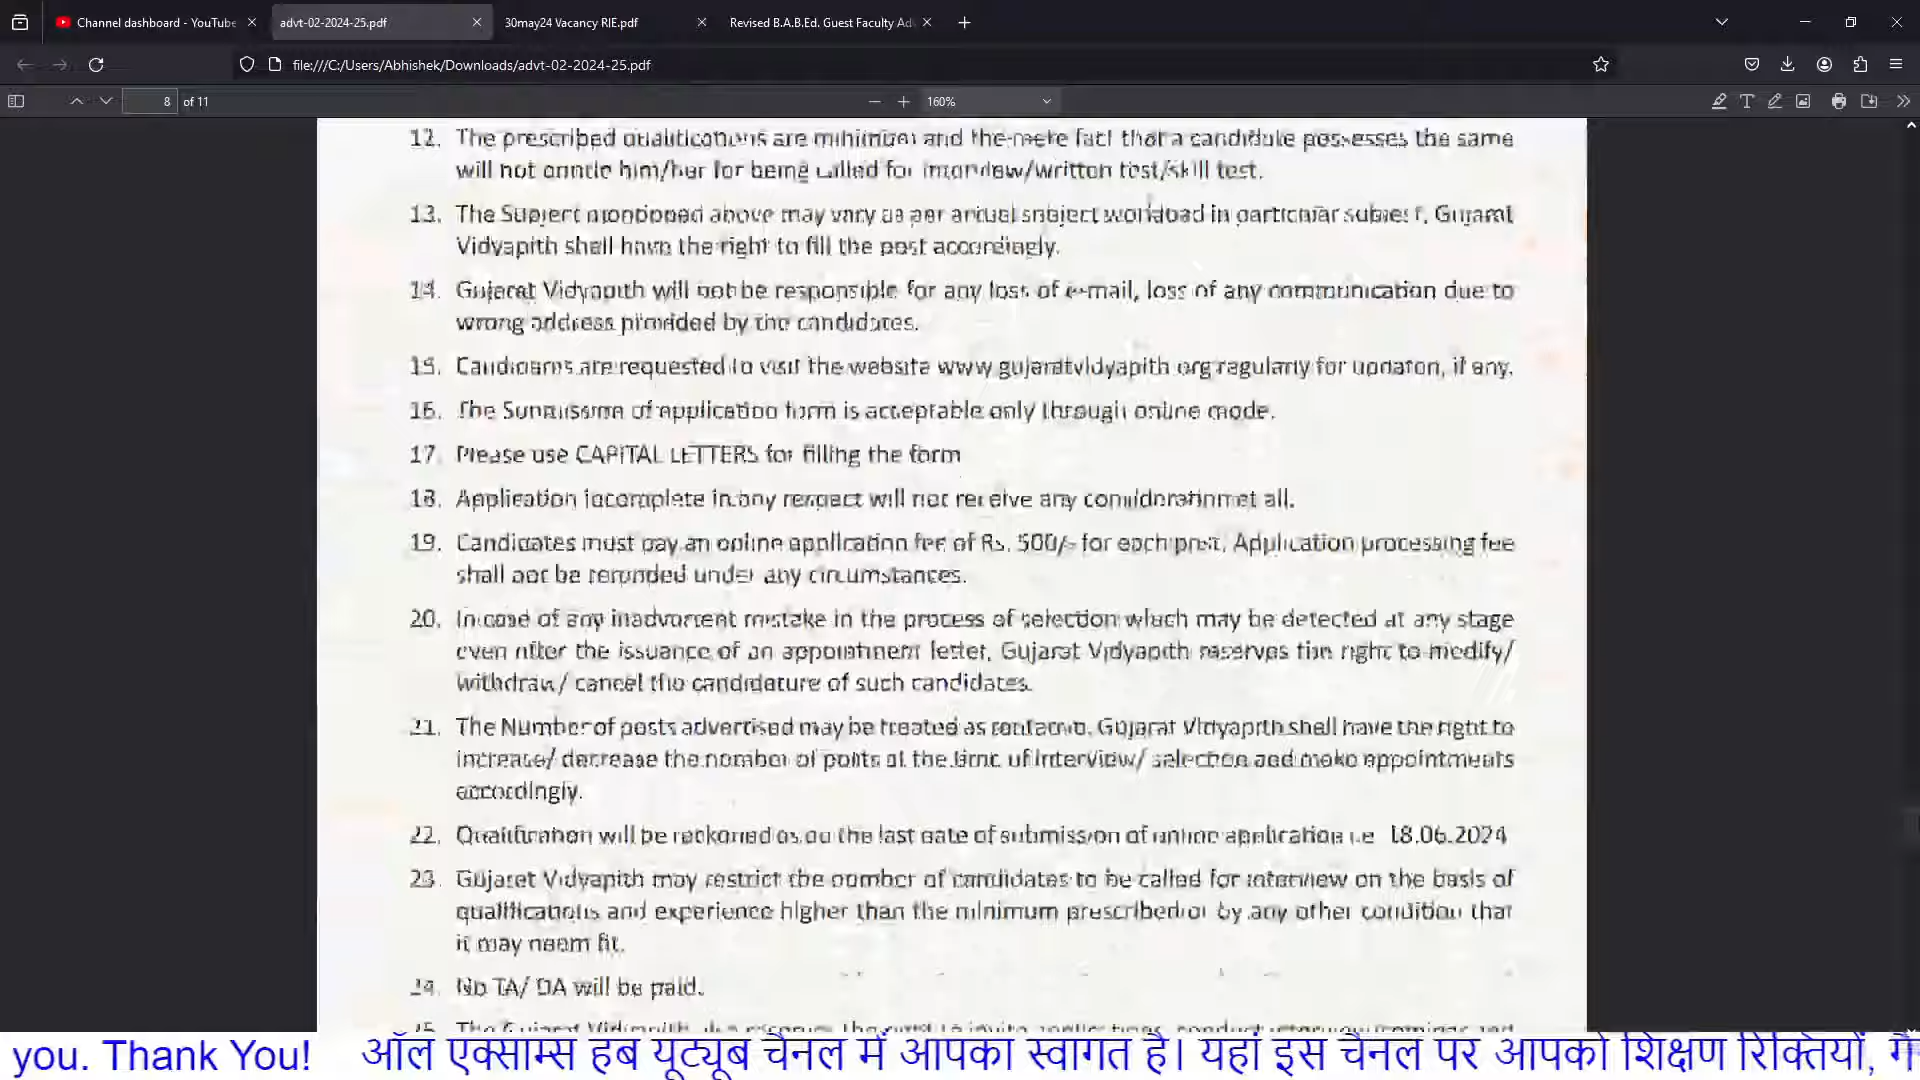 Channel dashboard - YouTube
advt-02-2024-25.pdf
30may24 Vacancy RIE.pdf
Revised B.A.B.Ed. Guest Faculty Ad
file:///C:/Users/Abhishek/Downloads/advt-02-2024-25.pdf
8 of 11
160%
12. The prescribed qualifications are minimum and the mere fact that a candidate possesses the same
will not entitle him/her for being called for interview/written test/skill test.
13. The Subject mentioned above may vary as per actual subject workload in particular subject, Gujarat
Vidyapith shall have the right to fill the post accordingly.
14. Gujarat Vidyapith will not be responsible for any loss of e-mail, loss of any communication due to
wrong address provided by the candidates.
15. Candidates are requested to visit the website www.gujaratvidyapith.org regularly for updation, if any.
16. The Submission of application form is acceptable only through online mode.
17. Please use CAPITAL LETTERS for filling the form
18. Application incomplete in any respect will not receive any consideration at all.
19. Candidates must pay an online application fee of Rs. 500/- for each post. Application processing fee
shall not be refunded under any circumstances.
20. In case of any inadvertent mistake in the process of selection which may be detected at any stage
even after the issuance of an appointment letter, Gujarat Vidyapith reserves the right to modify/
withdraw/ cancel the candidature of such candidates.
21. The Number of posts advertised may be treated as tentative. Gujarat Vidyapith shall have the right to
increase/ decrease the number of posts at the time of interview/ selection and make appointments
accordingly.
22. Qualification will be reckoned as on the last date of submission of online application i.e 18.06.2024
23. Gujarat Vidyapith may restrict the number of candidates to be called for interview on the basis of
qualifications and experience higher than the minimum prescribed or by any other condition that
it may deem fit.
24. No TA/ DA will be paid.
you. Thank You! ऑल एक्साम्स हब यूट्यूब चैनल में आपका स्वागत है। यहां इस चैनल पर आपको शिक्षण रिक्तियों,